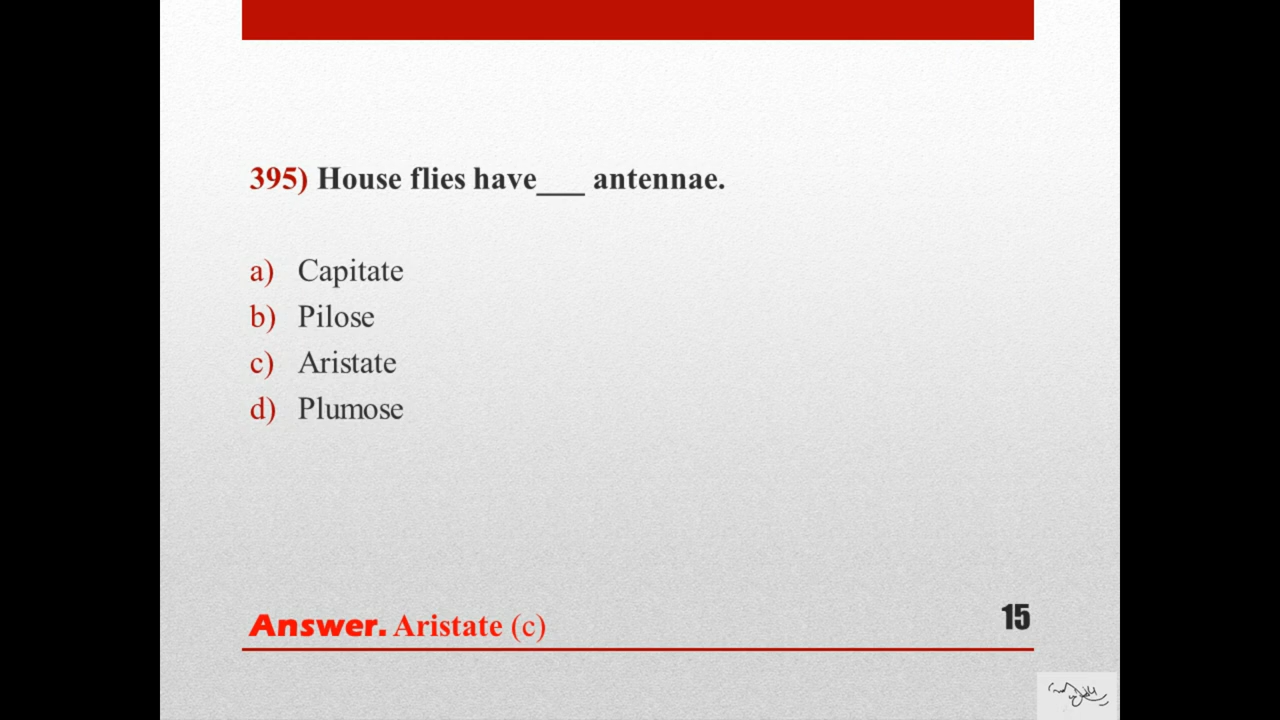 395) House flies have___ antennae.
a) Capitate
b) Pilose
c) Aristate
d) Plumose
Answer. Aristate (c)
15